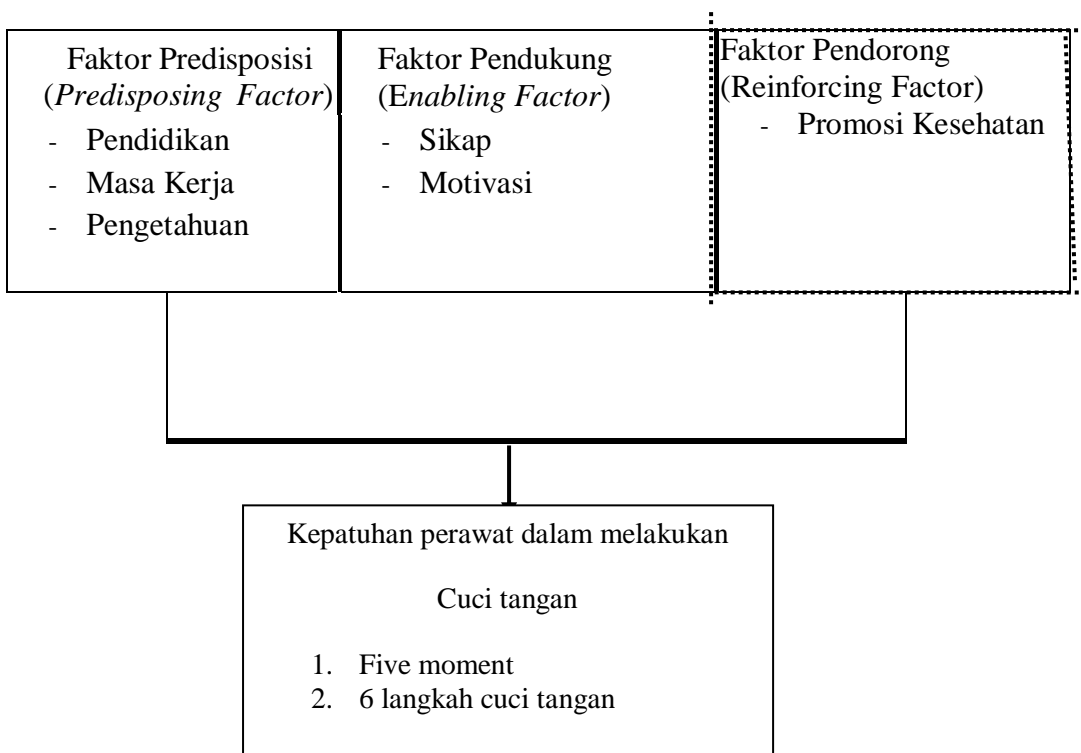 Faktor Predisposisi
(Predisposing Factor)
- Pendidikan
- Masa Kerja
- Pengetahuan
Faktor Pendukung
(Enabling Factor)
- Sikap
- Motivasi
Faktor Pendorong
(Reinforcing Factor)
- Promosi Kesehatan
Kepatuhan perawat dalam melakukan
Cuci tangan
1. Five moment
2. 6 langkah cuci tangan